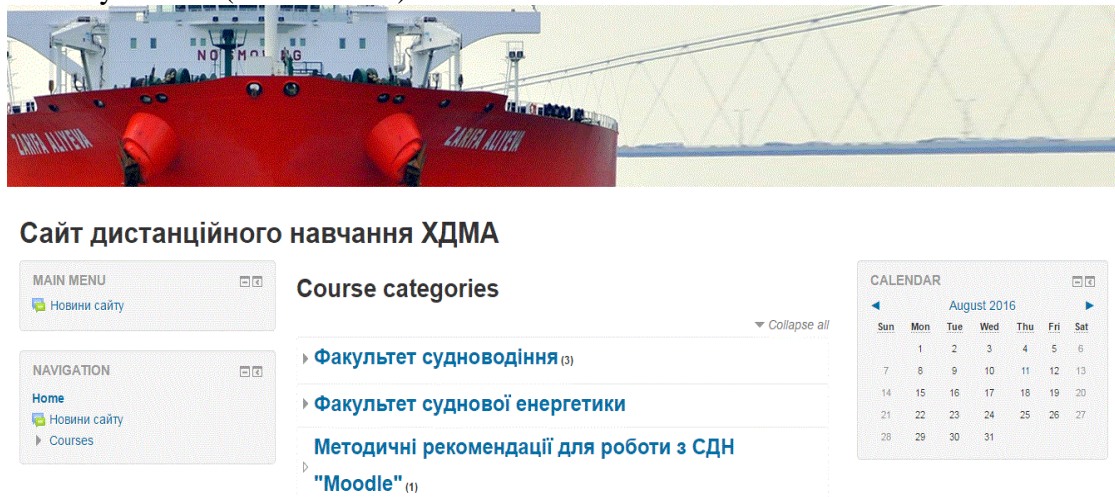 NO SMOKING
ZARIFA ALIYEVA
ZARIFA ALIYEVA
Сайт дистанційного навчання ХДМА
MAIN MENU
Новини сайту
NAVIGATION
Home
Новини сайту
Courses
Course categories
Collapse all
Факультет судноводіння (3)
Факультет суднової енергетики
Методичні рекомендації для роботи з СДН
"Moodle" (1)
CALENDAR
August 2016
Sun Mon Tue Wed Thu Fri Sat
1 2 3 4 5 6
7 8 9 10 11 12 13
14 15 16 17 18 19 20
21 22 23 24 25 26 27
28 29 30 31